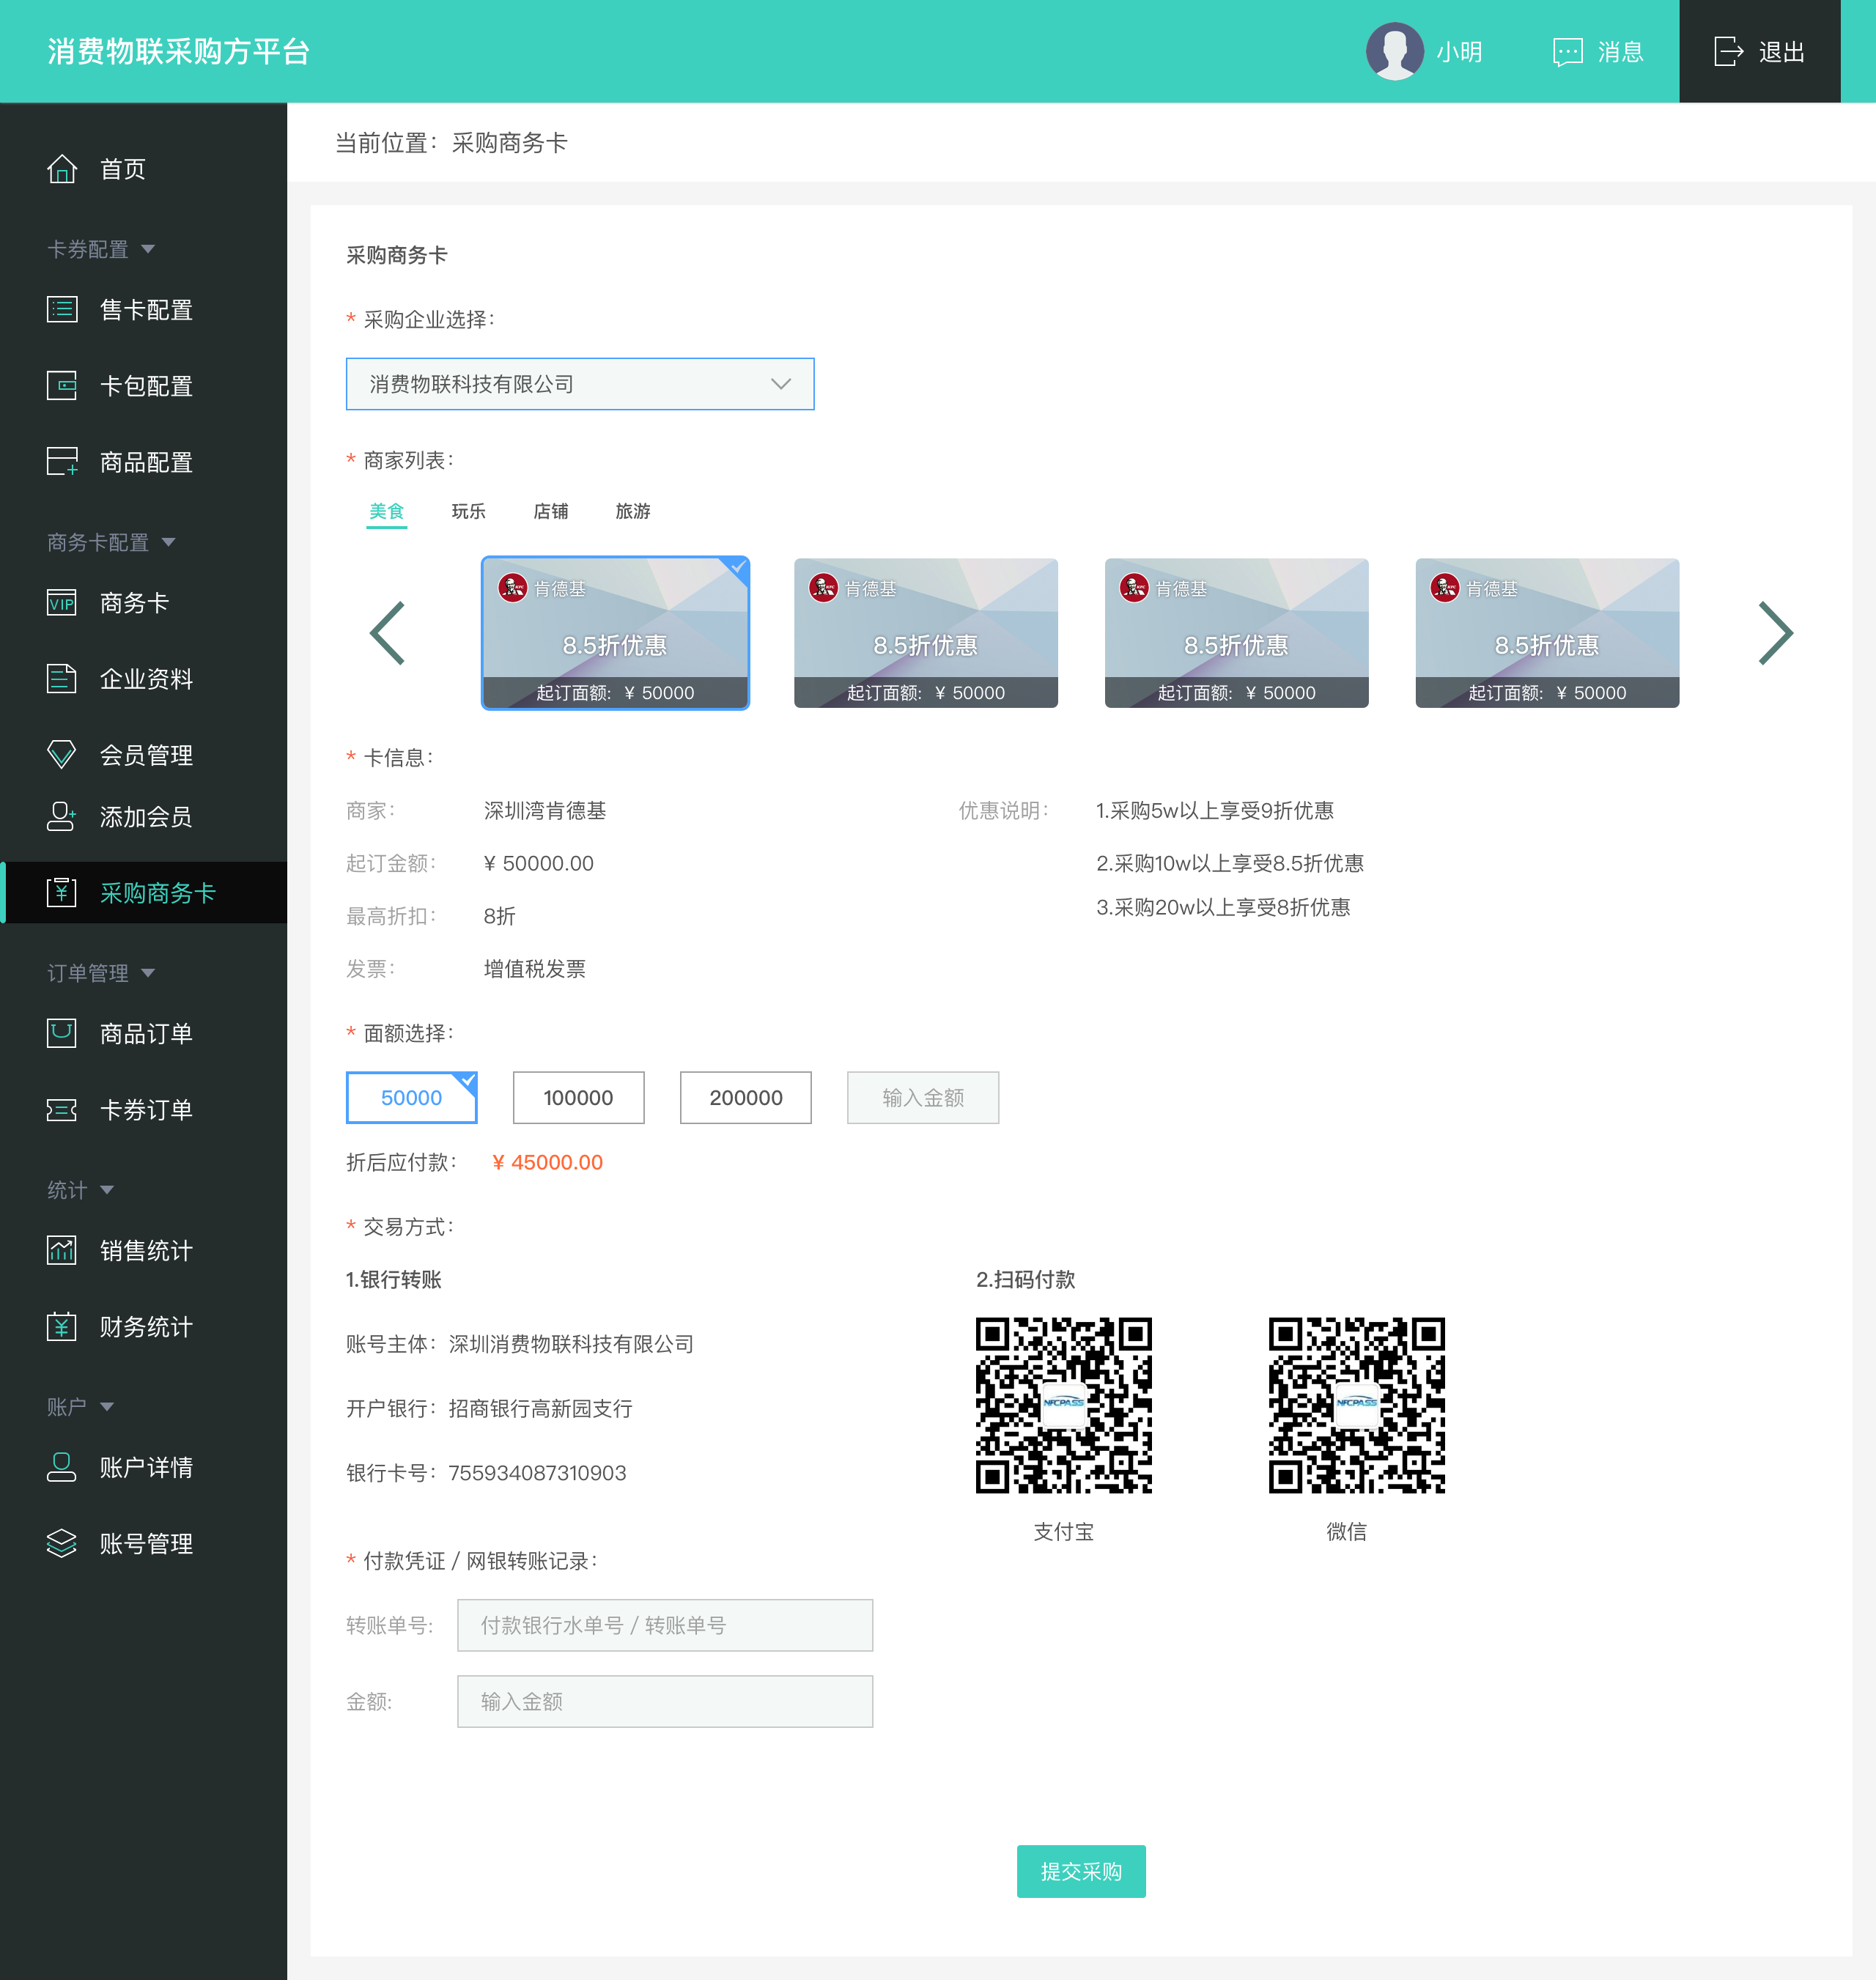 消费物联采购方平台
小明
消息
退出
首页
卡券配置
售卡配置
卡包配置
商品配置
商务卡配置
VIP
商务卡
企业资料
会员管理
添加会员
采购商务卡
订单管理
商品订单
卡券订单
统计
销售统计
财务统计
账户
账户详情
账号管理
当前位置：采购商务卡
采购商务卡
* 采购企业选择：
消费物联科技有限公司
* 商家列表：
美食 玩乐 店铺 旅游
KFC 肯德基
8.5折优惠
起订面额: ¥ 50000
KFC 肯德基
8.5折优惠
起订面额: ¥ 50000
KFC 肯德基
8.5折优惠
起订面额: ¥ 50000
KFC 肯德基
8.5折优惠
起订面额: ¥ 50000
* 卡信息：
商家： 深圳湾肯德基
起订金额： ¥ 50000.00
最高折扣： 8折
发票： 增值税发票
优惠说明： 1.采购5w以上享受9折优惠
2.采购10w以上享受8.5折优惠
3.采购20w以上享受8折优惠
* 面额选择：
50000 100000 200000 输入金额
折后应付款： ¥ 45000.00
* 交易方式：
1.银行转账
账号主体：深圳消费物联科技有限公司
开户银行：招商银行高新园支行
银行卡号：755934087310903
2.扫码付款
NFCPASS
支付宝
NFCPASS
微信
* 付款凭证 / 网银转账记录：
转账单号: 付款银行水单号 / 转账单号
金额: 输入金额
提交采购